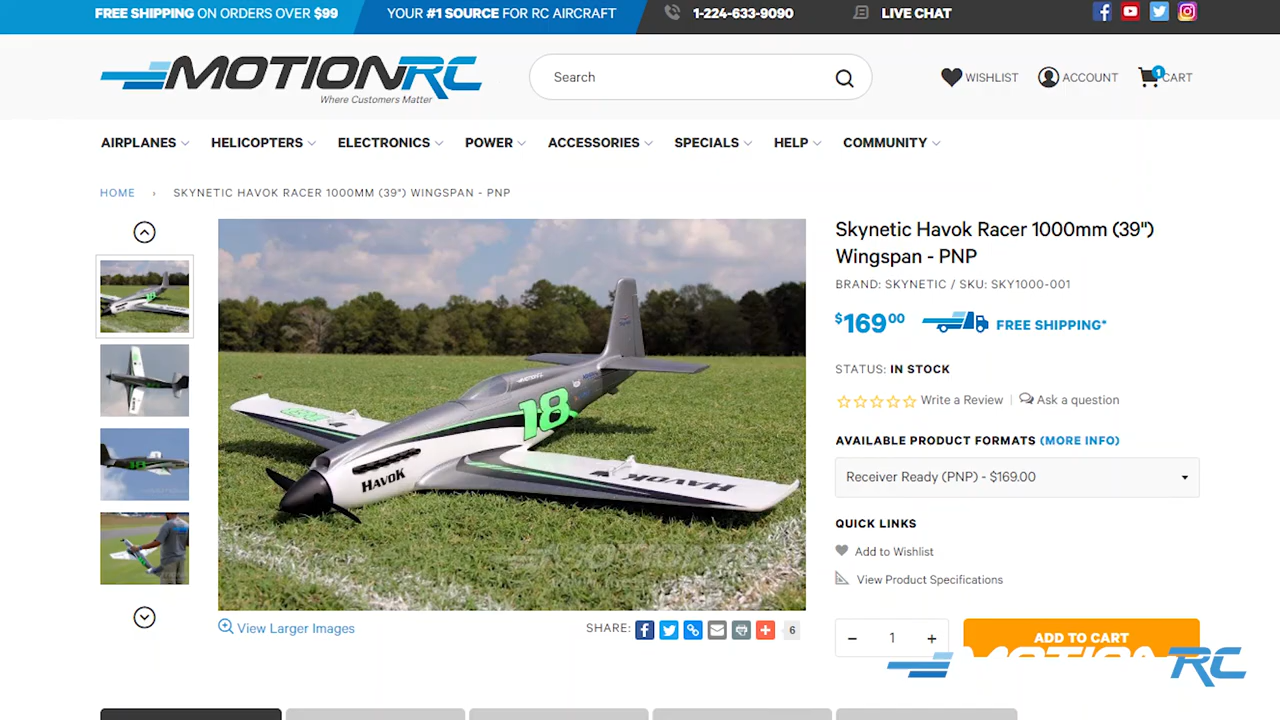 FREE SHIPPING ON ORDERS OVER $99
YOUR #1 SOURCE FOR RC AIRCRAFT
1-224-633-9090
LIVE CHAT
MOTIONRC
Where Customers Matter
Search
WISHLIST
ACCOUNT
1
CART
AIRPLANES
HELICOPTERS
ELECTRONICS
POWER
ACCESSORIES
SPECIALS
HELP
COMMUNITY
HOME › SKYNETIC HAVOK RACER 1000MM (39") WINGSPAN - PNP
Skynetic Havok Racer 1000mm (39")
Wingspan - PNP
BRAND: SKYNETIC / SKU: SKY1000-001
$169.00
FREE SHIPPING*
STATUS: IN STOCK
Write a Review
Ask a question
AVAILABLE PRODUCT FORMATS (MORE INFO)
Receiver Ready (PNP) - $169.00
QUICK LINKS
Add to Wishlist
View Product Specifications
18
HAVOK
HAVOK
View Larger Images
SHARE:
6
- 1 +
ADD TO CART
MOTIONRC